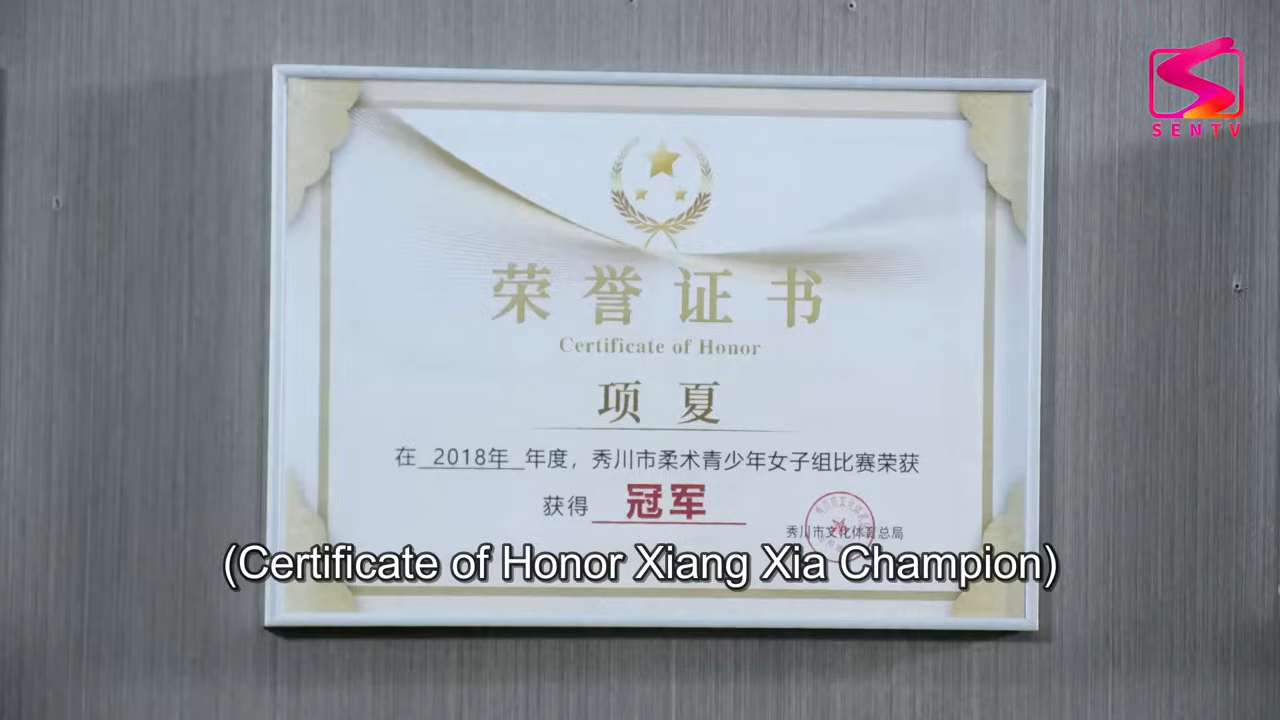 SENTV
荣誉证书
Certificate of Honor
项夏
在 2018年 年度，秀川市柔术青少年女子组比赛荣获
获得 冠军
秀川市文化体育总局
(Certificate of Honor Xiang Xia Champion)